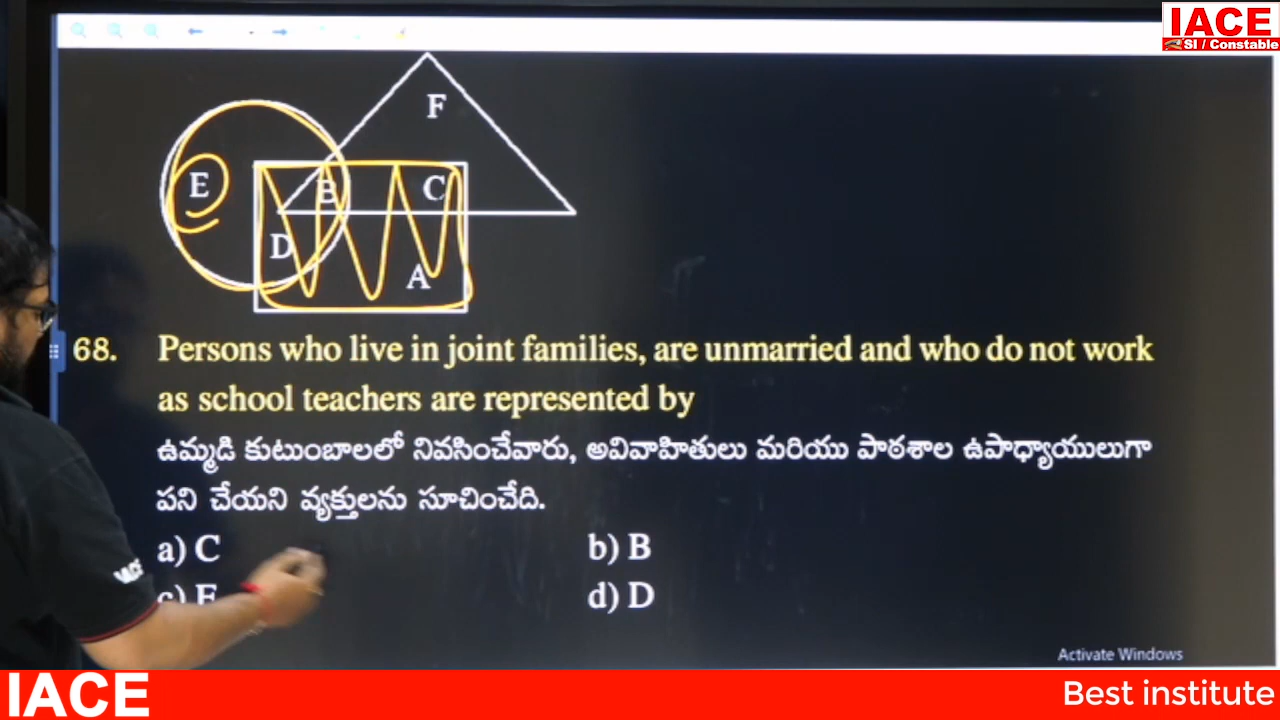 IACE
SI / Constable
F
E
B
C
D
A
68. Persons who live in joint families, are unmarried and who do not work
as school teachers are represented by
ఉమ్మడి కుటుంబాలలో నివసించేవారు, అవివాహితులు మరియు పాఠశాల ఉపాధ్యాయులుగా
పని చేయని వ్యక్తులను సూచించేది.
a) C
b) B
d) D
Activate Windows
IACE
Best institute